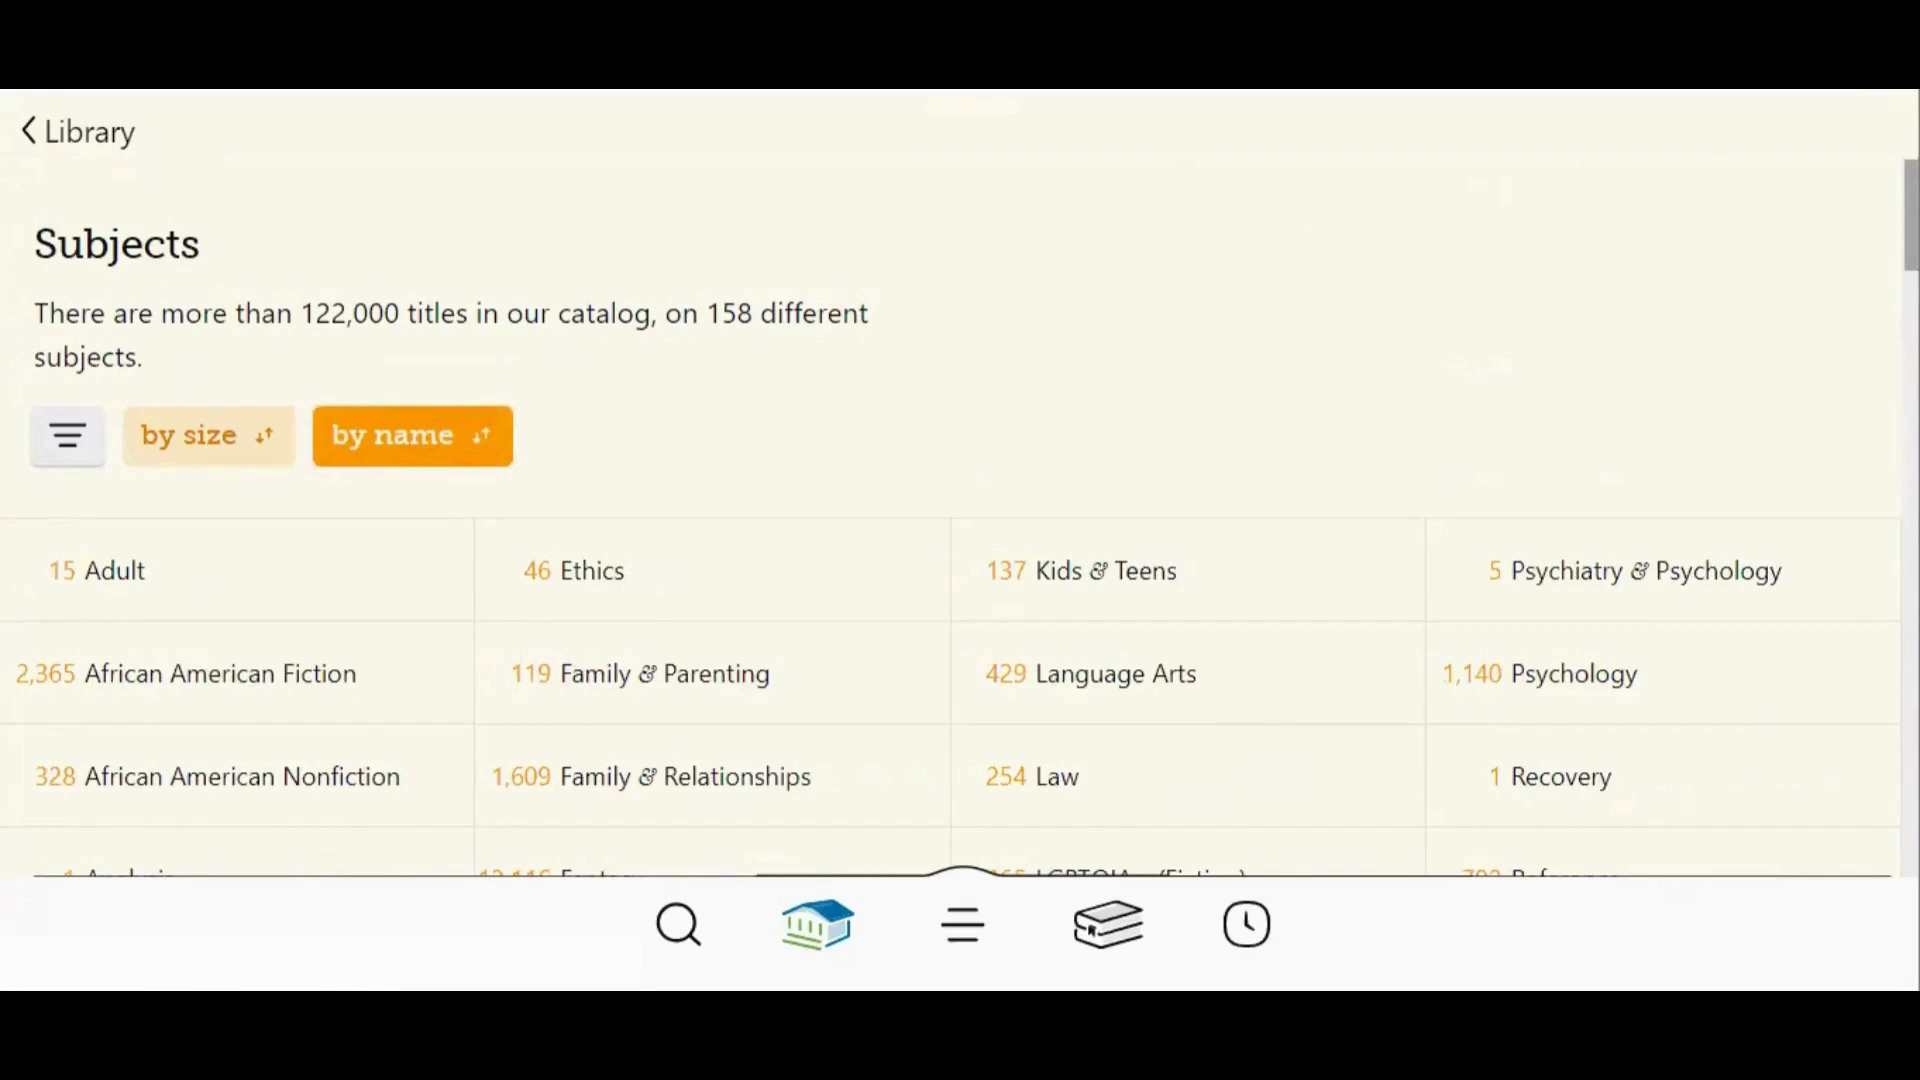 Library
Subjects
There are more than 122,000 titles in our catalog, on 158 different
subjects.
by size by name
15 Adult 46 Ethics 137 Kids & Teens 5 Psychiatry & Psychology
2,365 African American Fiction 119 Family & Parenting 429 Language Arts 1,140 Psychology
328 African American Nonfiction 1,609 Family & Relationships 254 Law 1 Recovery